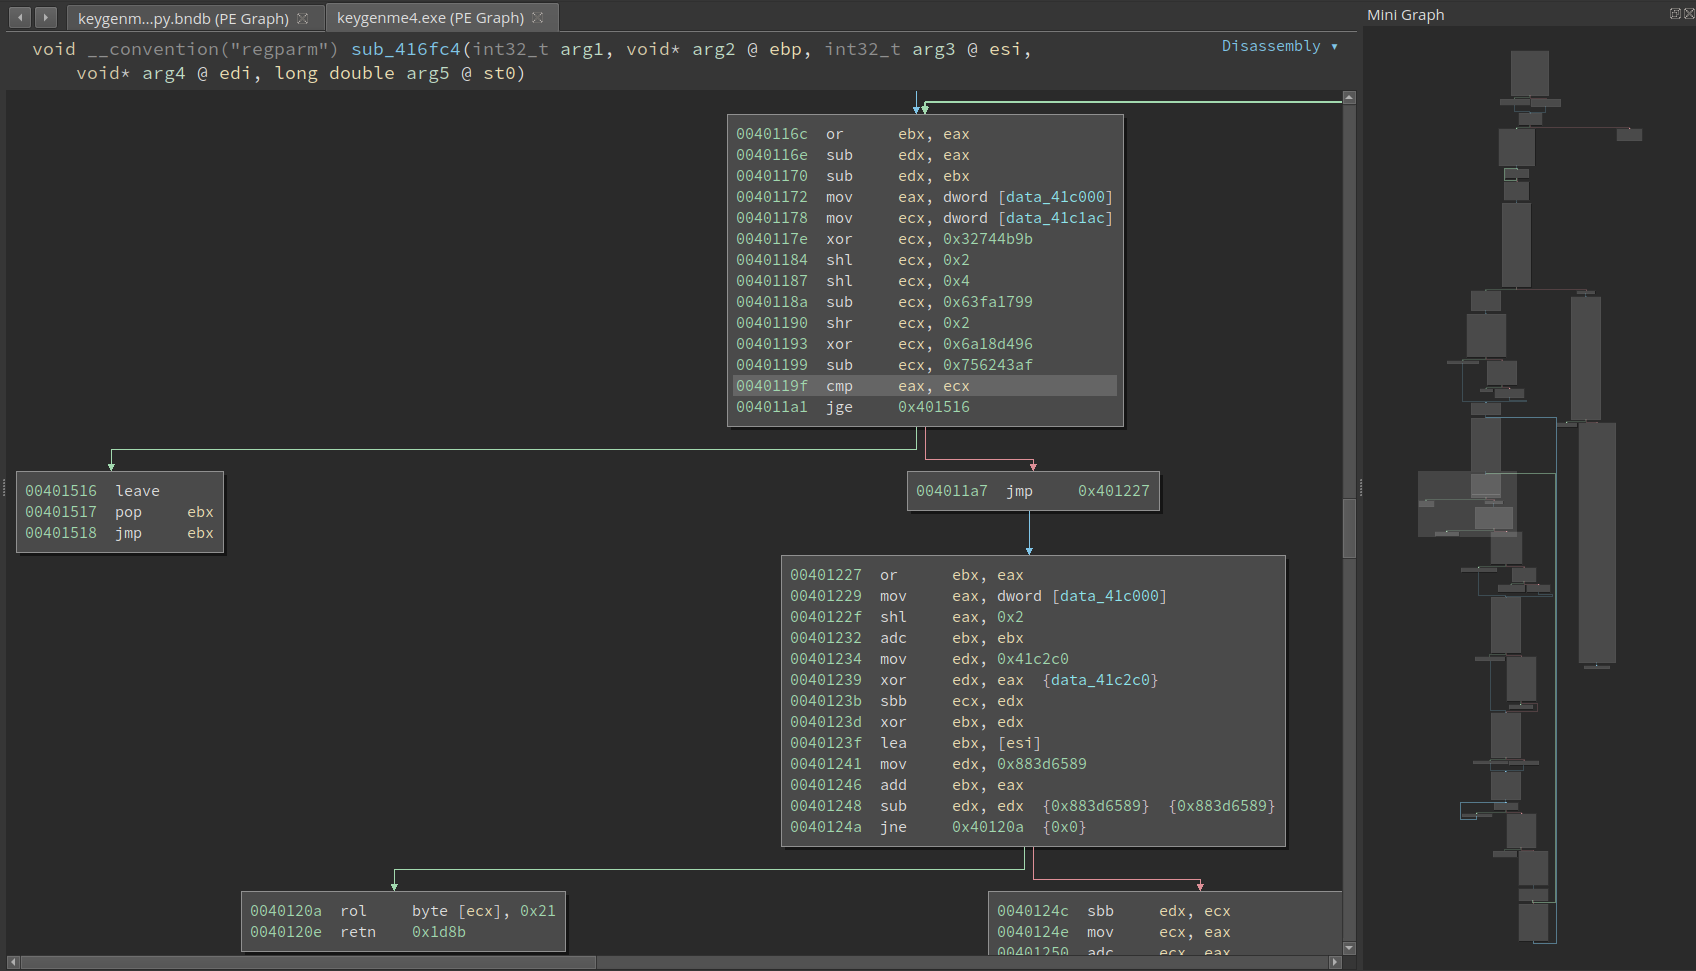 keygenm...py.bndb (PE Graph)
keygenme4.exe (PE Graph)
Mini Graph
void __convention("regparm") sub_416fc4(int32_t arg1, void* arg2 @ ebp, int32_t arg3 @ esi,
void* arg4 @ edi, long double arg5 @ st0)
Disassembly ▾
0040116c or ebx, eax
0040116e sub edx, eax
00401170 sub edx, ebx
00401172 mov eax, dword [data_41c000]
00401178 mov ecx, dword [data_41c1ac]
0040117e xor ecx, 0x32744b9b
00401184 shl ecx, 0x2
00401187 shl ecx, 0x4
0040118a sub ecx, 0x63fa1799
00401190 shr ecx, 0x2
00401193 xor ecx, 0x6a18d496
00401199 sub ecx, 0x756243af
0040119f cmp eax, ecx
004011a1 jge 0x401516
00401516 leave
00401517 pop ebx
00401518 jmp ebx
004011a7 jmp 0x401227
00401227 or ebx, eax
00401229 mov eax, dword [data_41c000]
0040122f shl eax, 0x2
00401232 adc ebx, ebx
00401234 mov edx, 0x41c2c0
00401239 xor edx, eax {data_41c2c0}
0040123b sbb ecx, edx
0040123d xor ebx, edx
0040123f lea ebx, [esi]
00401241 mov edx, 0x883d6589
00401246 add ebx, eax
00401248 sub edx, edx {0x883d6589} {0x883d6589}
0040124a jne 0x40120a {0x0}
0040120a rol byte [ecx], 0x21
0040120e retn 0x1d8b
0040124c sbb edx, ecx
0040124e mov ecx, eax
00401250 adc ecx, eax